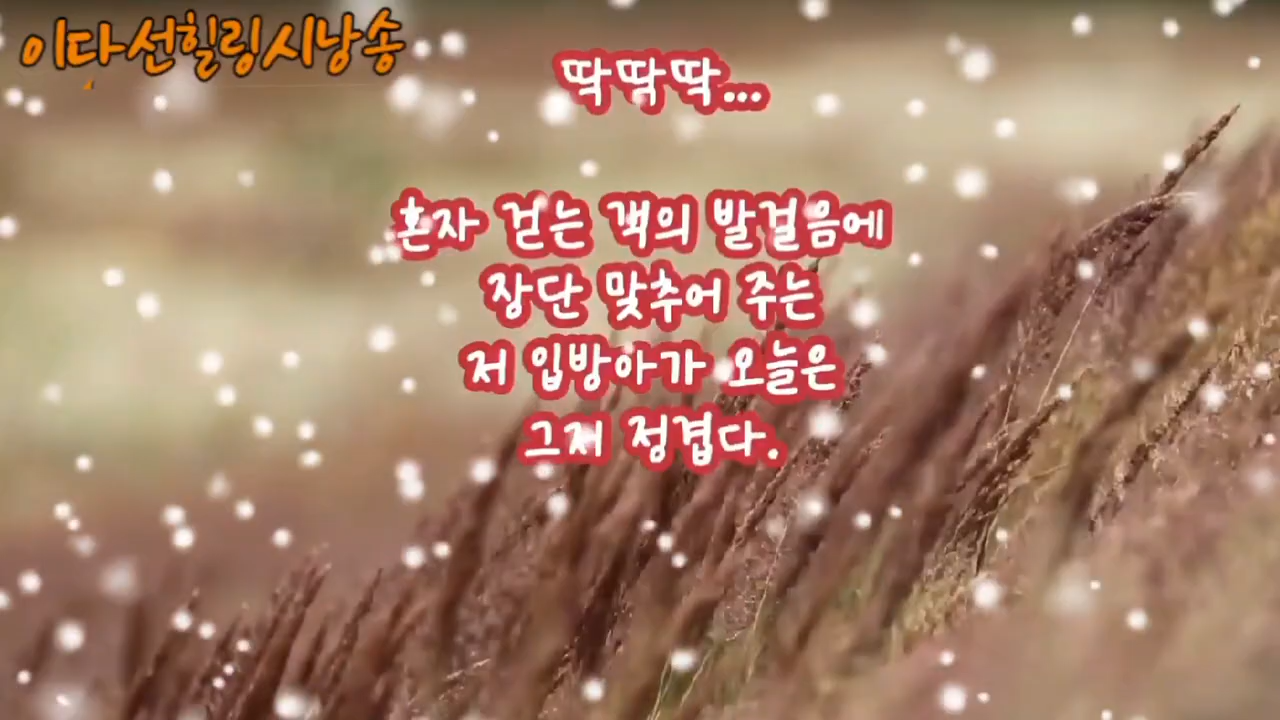 이다선힐링시낭송
딱딱딱...
혼자 걷는 객의 발걸음에
장단 맞추어 주는
저 입방아가 오늘은
그저 정겹다.